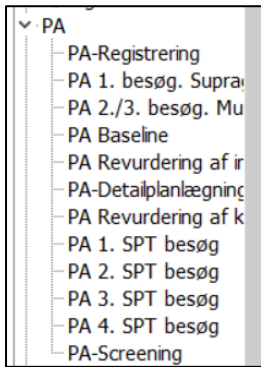 PA
PA-Registrering
PA 1. besøg. Supra
PA 2./3. besøg. Mu
PA Baseline
PA Revurdering af
PA-Detailplanlægning
PA Revurdering af k
PA 1. SPT besøg
PA 2. SPT besøg
PA 3. SPT besøg
PA 4. SPT besøg
PA-Screening